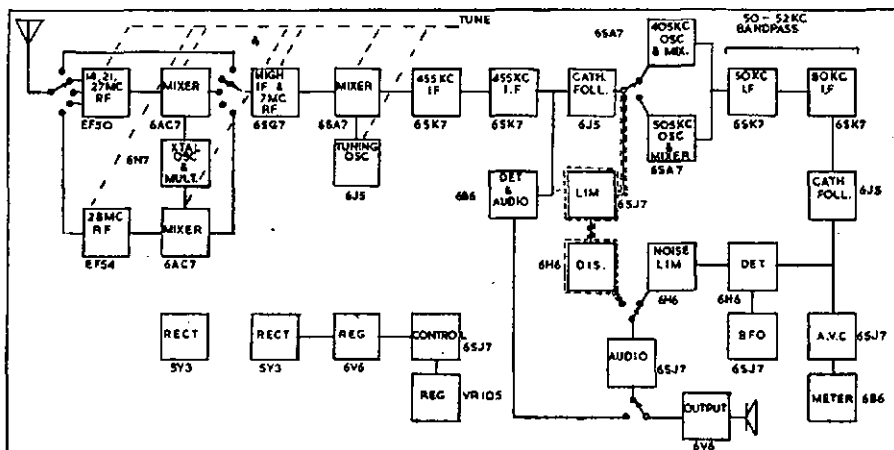 TUNE
&
6SA7
405KC
OSC
& MIX.
50 - 52KC
BANDPASS
14, 21,
27MC
RF
EF50
MIXER
6AC7
HIGH
IF &
7MC
RF
6SG7
MIXER
6SA7
455KC
I.F
6SK7
455KC
I.F
6SK7
CATH
FOLL.
6J5
505KC
OSC &
MIXER
6SA7
50KC
I.F
6SK7
50KC
I.F
6SK7
6H7
XTAL
OSC
& MULT.
TUNING
OSC
6J5
6B6
DET
&
AUDIO
LIM
6SJ7
CATH
FOLL.
6J5
28MC
RF
EF54
MIXER
6AC7
6H6
DIS.
NOISE
LIM
6H6
DET
6H6
RECT
5Y3
RECT
5Y3
REG
6V6
CONTROL
6SJ7
AUDIO
6SJ7
BFO
6SJ7
A.V.C
6SJ7
REG
VR105
OUTPUT
6V6
METER
6B6